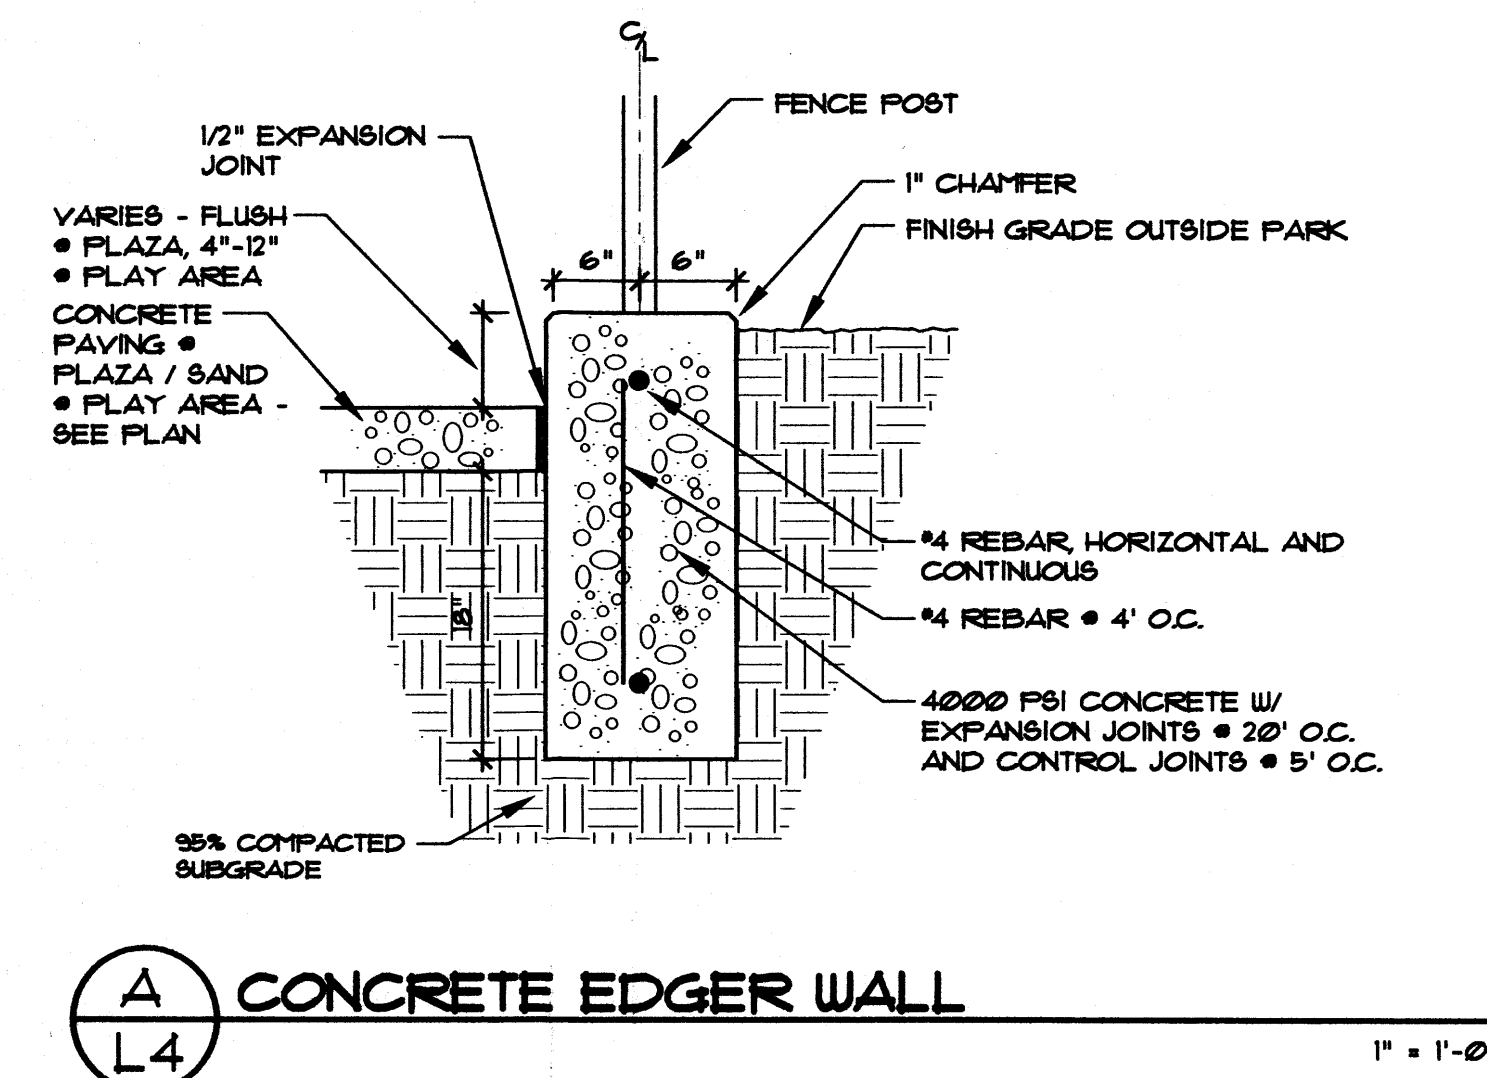 CL
FENCE POST
1/2" EXPANSION
JOINT
1" CHAMFER
VARIES - FLUSH
@ PLAZA, 4"-12"
@ PLAY AREA
FINISH GRADE OUTSIDE PARK
6" 6"
CONCRETE
PAVING @
PLAZA / SAND
@ PLAY AREA -
SEE PLAN
#4 REBAR, HORIZONTAL AND
CONTINUOUS
18"
#4 REBAR @ 4' O.C.
4000 PSI CONCRETE W/
EXPANSION JOINTS @ 20' O.C.
AND CONTROL JOINTS @ 5' O.C.
95% COMPACTED
SUBGRADE
A
CONCRETE EDGER WALL
L4
1" = 1'-0